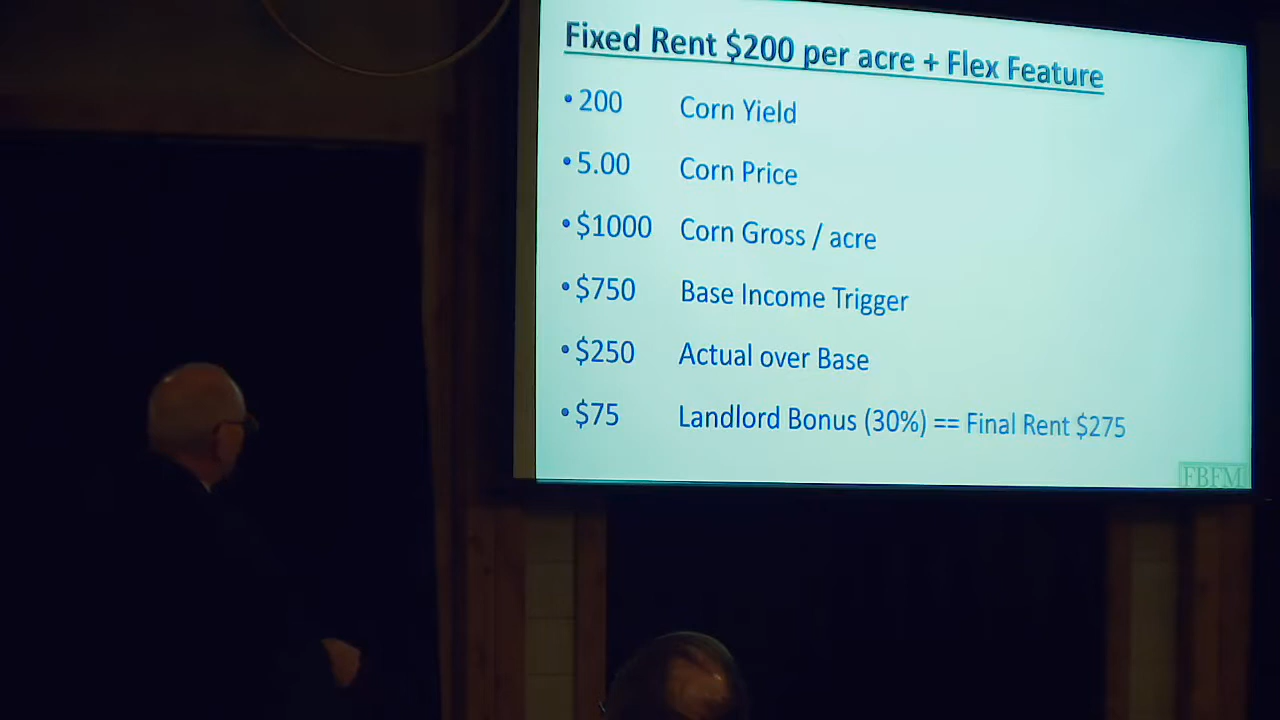 Fixed Rent $200 per acre + Flex Feature
• 200 Corn Yield
• 5.00 Corn Price
• $1000 Corn Gross / acre
• $750 Base Income Trigger
• $250 Actual over Base
• $75 Landlord Bonus (30%) == Final Rent $275
FBFM